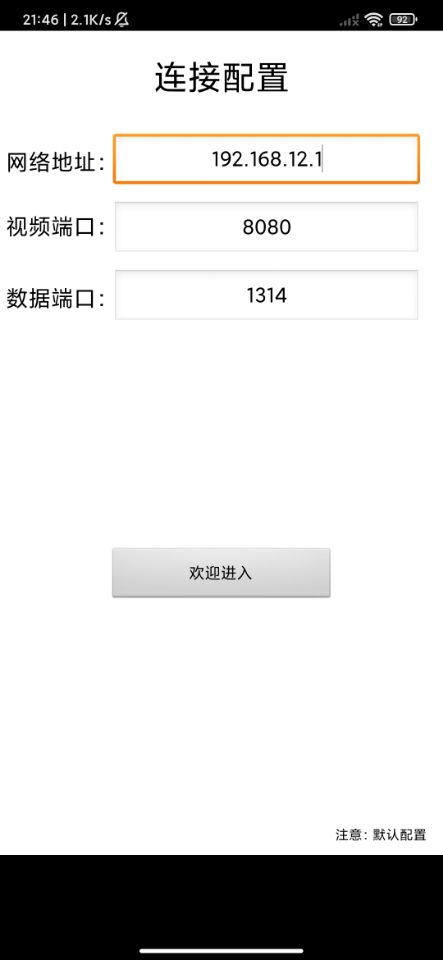 21:46 | 2.1K/s
92
连接配置
网络地址：
192.168.12.1
视频端口：
8080
数据端口：
1314
欢迎进入
注意：默认配置